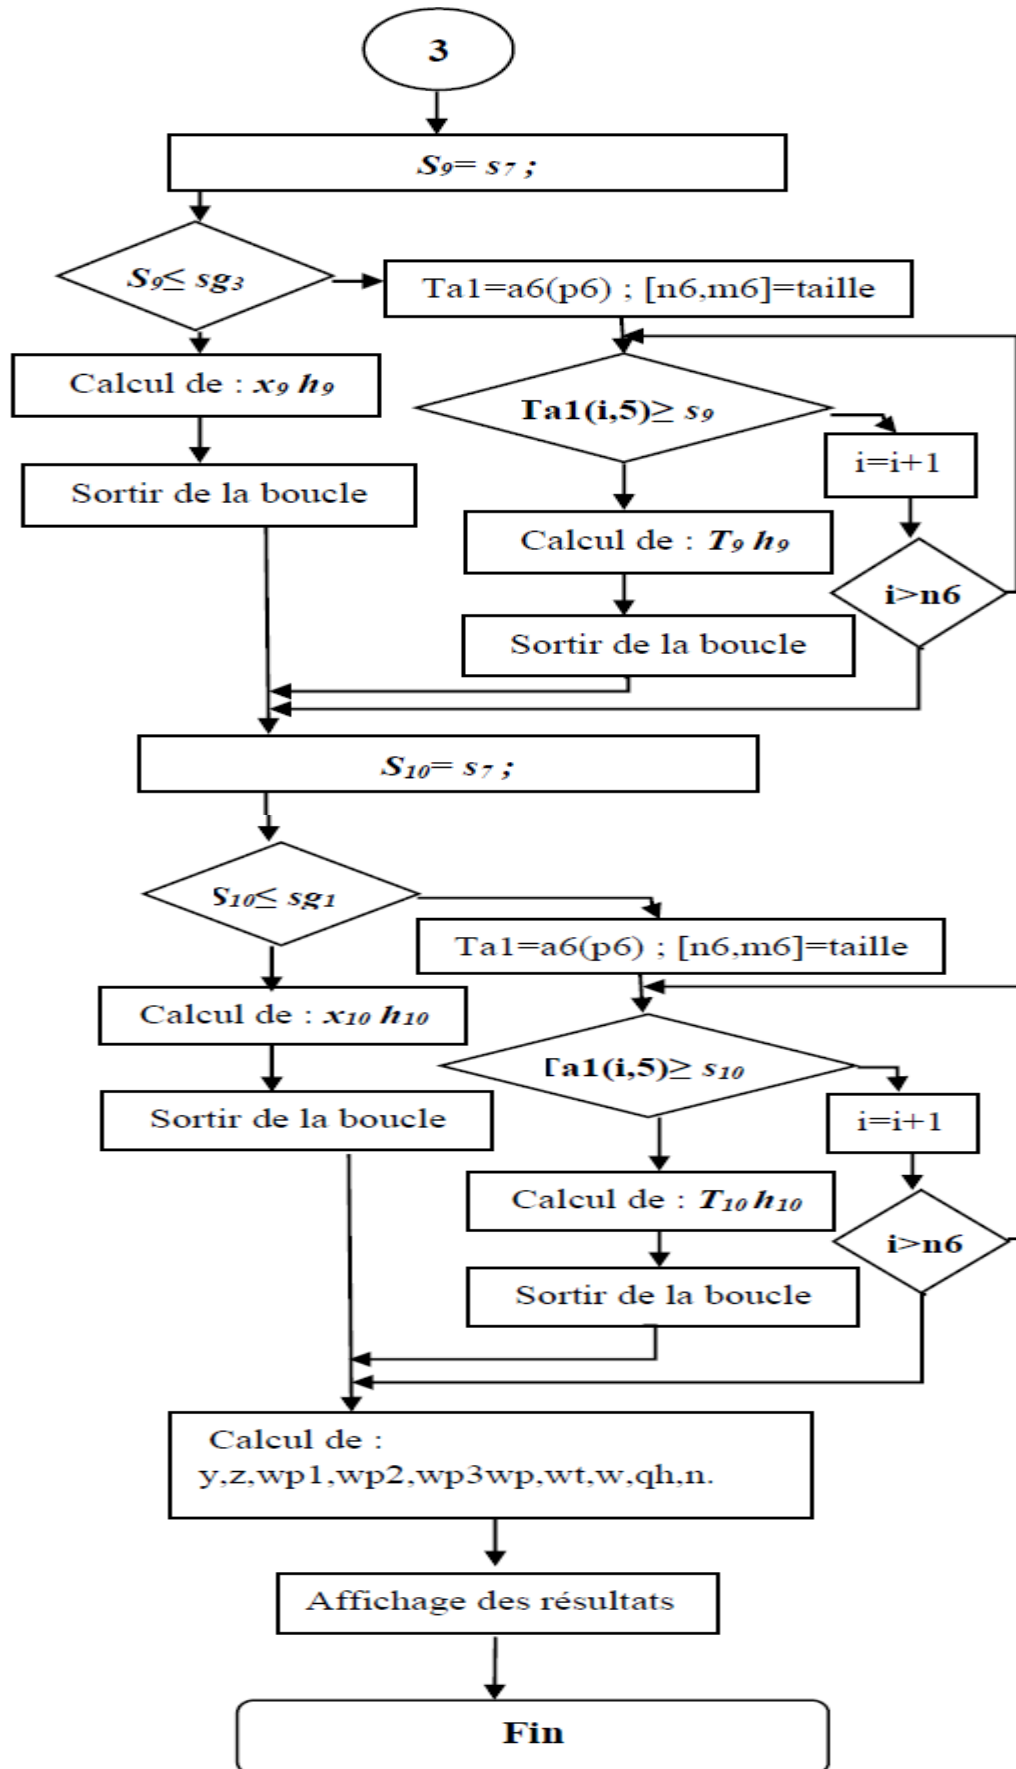 3
S₉= s₇ ;
S₉≤ sg₃
Ta1=a6(p6) ; [n6,m6]=taille
Calcul de : x₉ h₉
Ta1(i,5)≥ s₉
i=i+1
Sortir de la boucle
Calcul de : T₉ h₉
i>n6
Sortir de la boucle
S₁₀= s₇ ;
S₁₀≤ sg₁
Ta1=a6(p6) ; [n6,m6]=taille
Calcul de : x₁₀ h₁₀
Ta1(i,5)≥ s₁₀
i=i+1
Sortir de la boucle
Calcul de : T₁₀ h₁₀
i>n6
Sortir de la boucle
Calcul de :
y,z,wp1,wp2,wp3wp,wt,w,qh,n.
Affichage des résultats
Fin